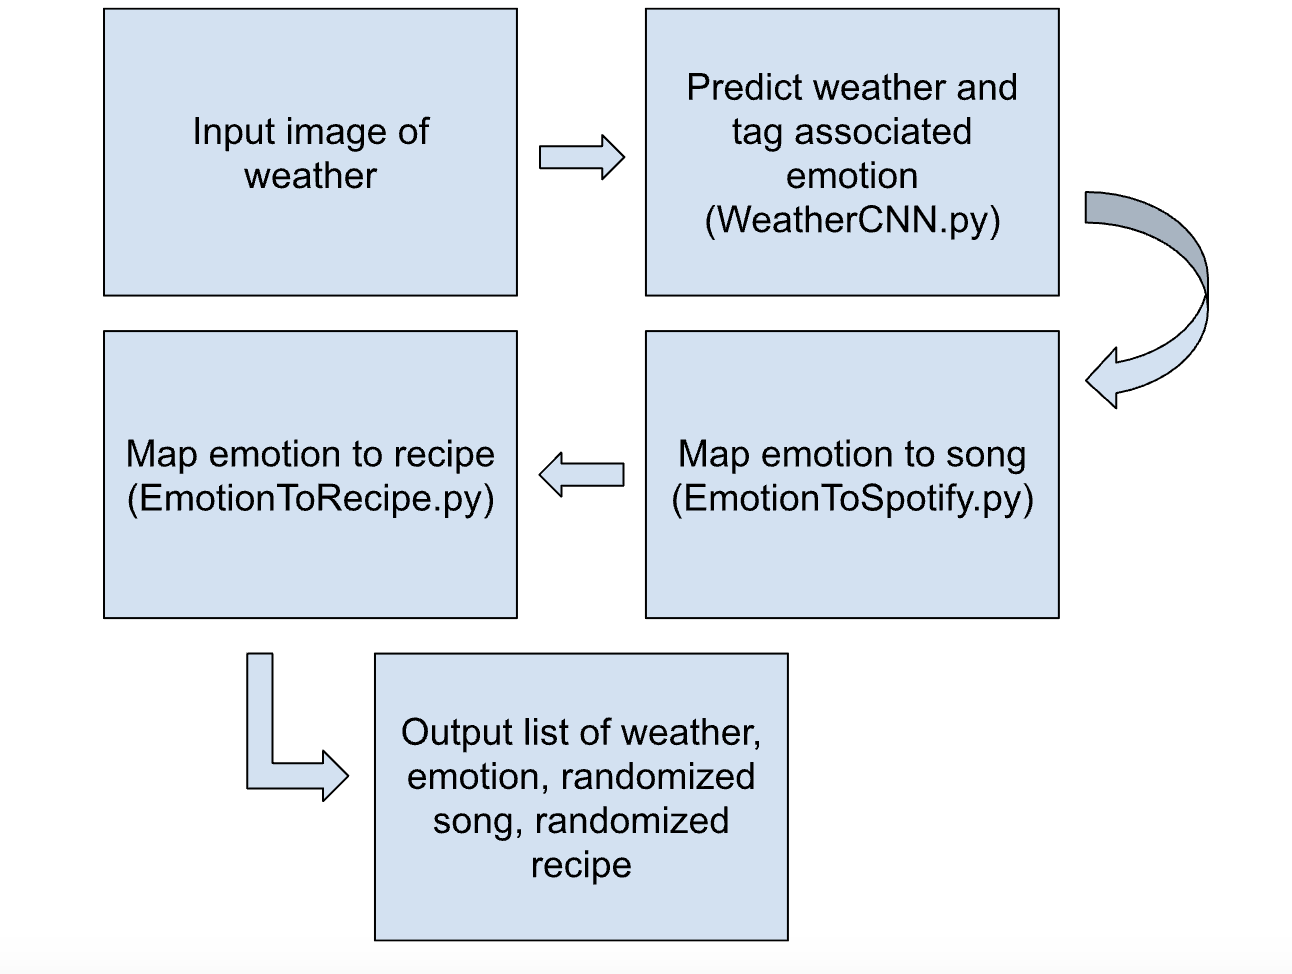 Input image of
weather
Predict weather and
tag associated
emotion
(WeatherCNN.py)
Map emotion to song
(EmotionToSpotify.py)
Map emotion to recipe
(EmotionToRecipe.py)
Output list of weather,
emotion, randomized
song, randomized
recipe